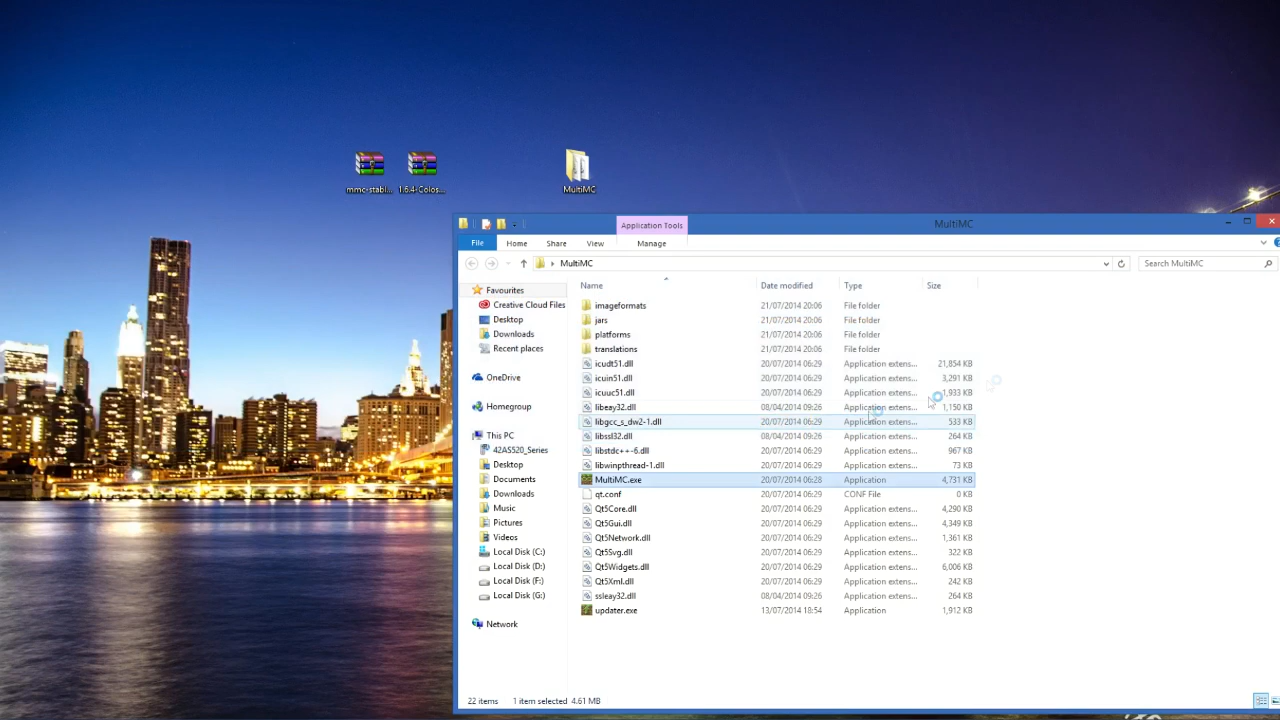 mmc-stabl... 1.6.4-Colos... MultiMC
Application Tools MultiMC
File Home Share View Manage
MultiMC Search MultiMC
Name Date modified Type Size
Favourites
Creative Cloud Files
Desktop
Downloads
Recent places
OneDrive
Homegroup
This PC
42AS520_Series
Desktop
Documents
Downloads
Music
Pictures
Videos
Local Disk (C:)
Local Disk (D:)
Local Disk (F:)
Local Disk (G:)
Network
imageformats 21/07/2014 20:06 File folder
jars 21/07/2014 20:06 File folder
platforms 21/07/2014 20:06 File folder
translations 21/07/2014 20:06 File folder
icudt51.dll 20/07/2014 06:29 Application extens... 21,854 KB
icuin51.dll 20/07/2014 06:29 Application extens... 3,291 KB
icuuc51.dll 20/07/2014 06:29 Application extens... 1,933 KB
libeay32.dll 08/04/2014 09:26 Application extens... 1,150 KB
libgcc_s_dw2-1.dll 20/07/2014 06:29 Application extens... 533 KB
libssl32.dll 08/04/2014 09:26 Application extens... 264 KB
libstdc++-6.dll 20/07/2014 06:29 Application extens... 967 KB
libwinpthread-1.dll 20/07/2014 06:29 Application extens... 73 KB
MultiMC.exe 20/07/2014 06:28 Application 4,731 KB
qt.conf 20/07/2014 06:29 CONF File 0 KB
Qt5Core.dll 20/07/2014 06:29 Application extens... 4,290 KB
Qt5Gui.dll 20/07/2014 06:29 Application extens... 4,349 KB
Qt5Network.dll 20/07/2014 06:29 Application extens... 1,361 KB
Qt5Svg.dll 20/07/2014 06:29 Application extens... 322 KB
Qt5Widgets.dll 20/07/2014 06:29 Application extens... 6,006 KB
Qt5Xml.dll 20/07/2014 06:29 Application extens... 242 KB
ssleay32.dll 08/04/2014 09:26 Application extens... 264 KB
updater.exe 13/07/2014 18:54 Application 1,912 KB
22 items 1 item selected 4.61 MB